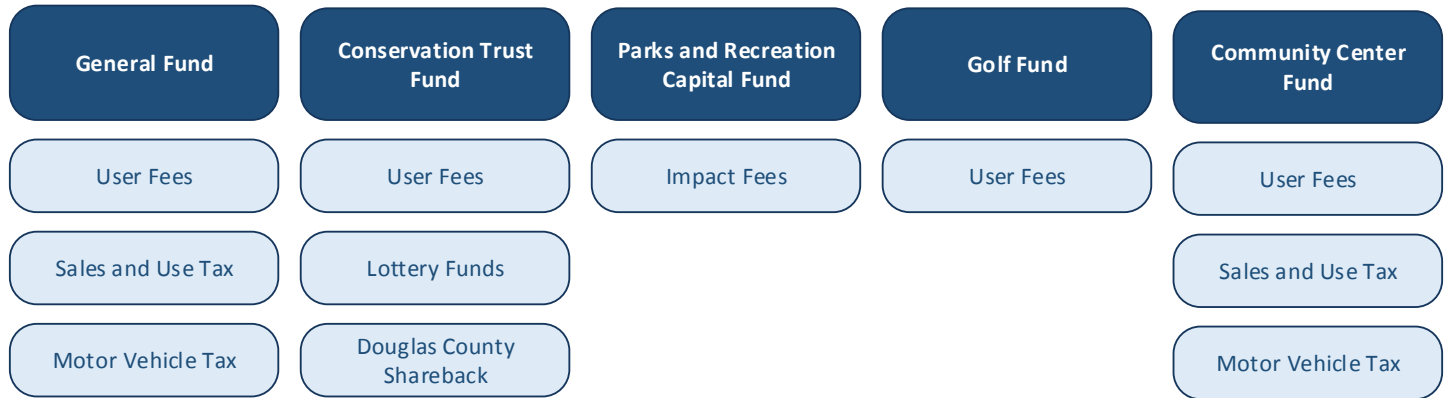 General Fund
Conservation Trust
Fund
Parks and Recreation
Capital Fund
Golf Fund
Community Center
Fund
User Fees
User Fees
Impact Fees
User Fees
User Fees
Sales and Use Tax
Lottery Funds
Sales and Use Tax
Motor Vehicle Tax
Douglas County
Shareback
Motor Vehicle Tax